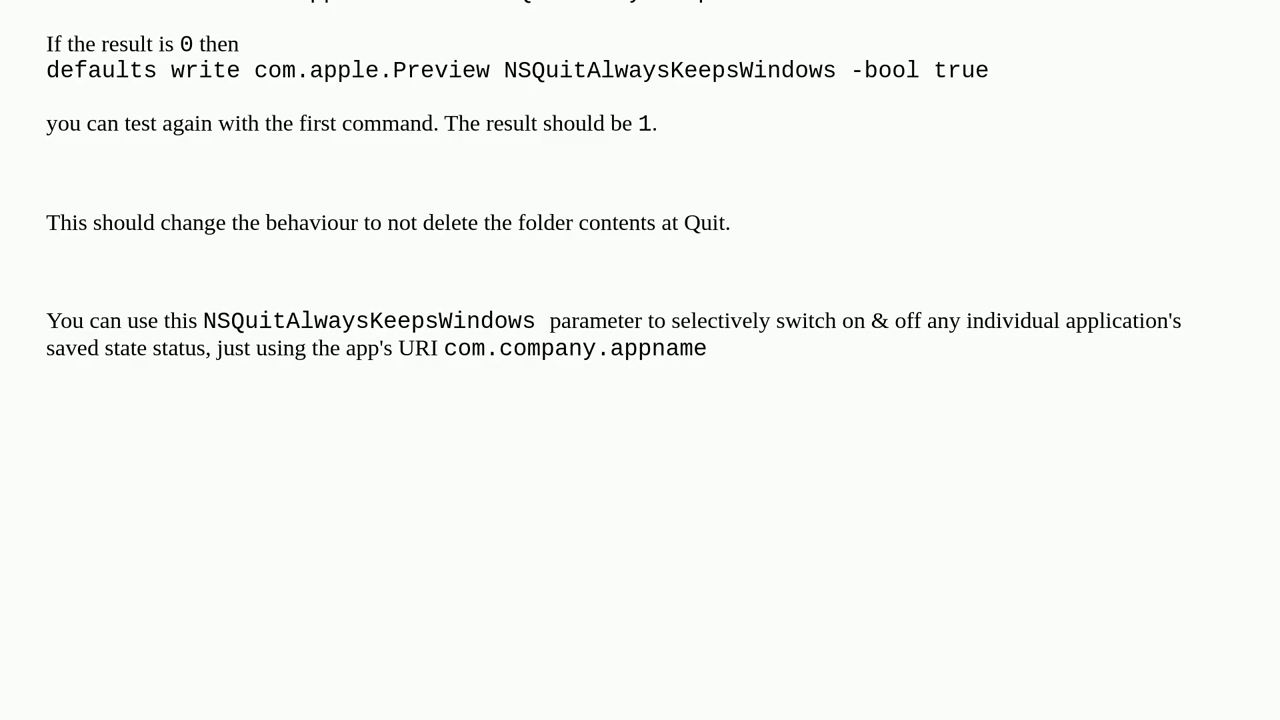 If the result is 0 then
defaults write com.apple.Preview NSQuitAlwaysKeepsWindows -bool true
you can test again with the first command. The result should be 1.
This should change the behaviour to not delete the folder contents at Quit.
You can use this NSQuitAlwaysKeepsWindows parameter to selectively switch on & off any individual application's
saved state status, just using the app's URI com.company.appname